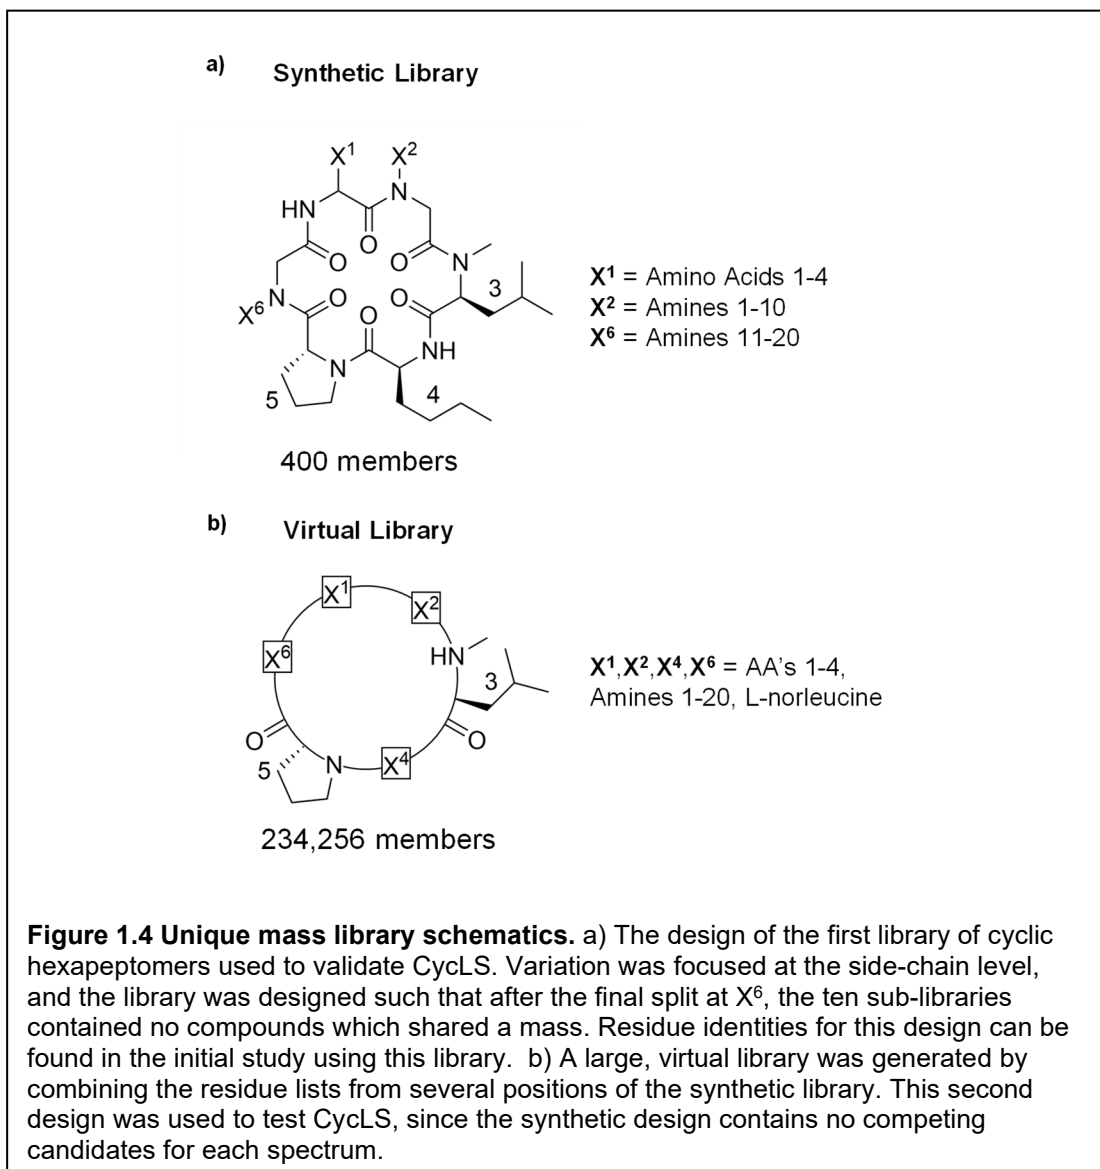 a)
Synthetic Library
X¹
X²
N
HN
O
O
O
N
3
O
O
O
N
X⁶
NH
N
4
5
X¹ = Amino Acids 1-4
X² = Amines 1-10
X⁶ = Amines 11-20
400 members
b)
Virtual Library
X¹
X²
X⁶
HN
3
O
O
5
N
X⁴
X¹,X²,X⁴,X⁶ = AA's 1-4,
Amines 1-20, L-norleucine
234,256 members
Figure 1.4 Unique mass library schematics. a) The design of the first library of cyclic
hexapeptomers used to validate CycLS. Variation was focused at the side-chain level,
and the library was designed such that after the final split at X⁶, the ten sub-libraries
contained no compounds which shared a mass. Residue identities for this design can be
found in the initial study using this library. b) A large, virtual library was generated by
combining the residue lists from several positions of the synthetic library. This second
design was used to test CycLS, since the synthetic design contains no competing
candidates for each spectrum.